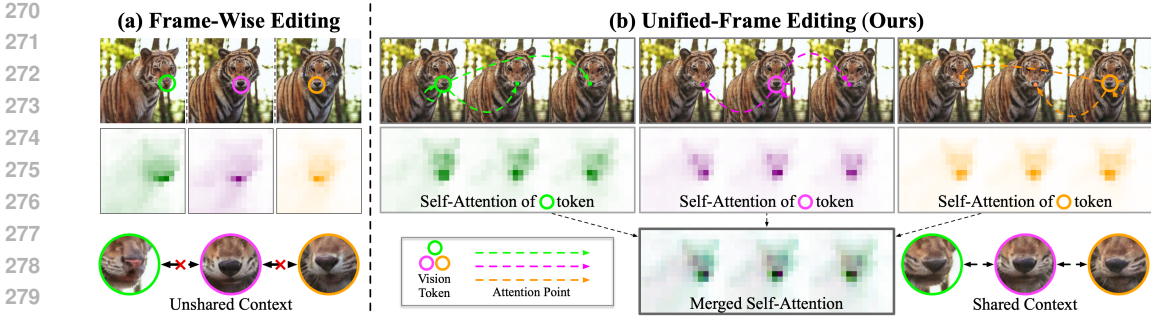 270
271
272
273
274
275
276
277
278
279
(a) Frame-Wise Editing
Unshared Context
(b) Unified-Frame Editing (Ours)
Self-Attention of token
Self-Attention of token
Self-Attention of token
Vision
Token
Attention Point
Merged Self-Attention
Shared Context